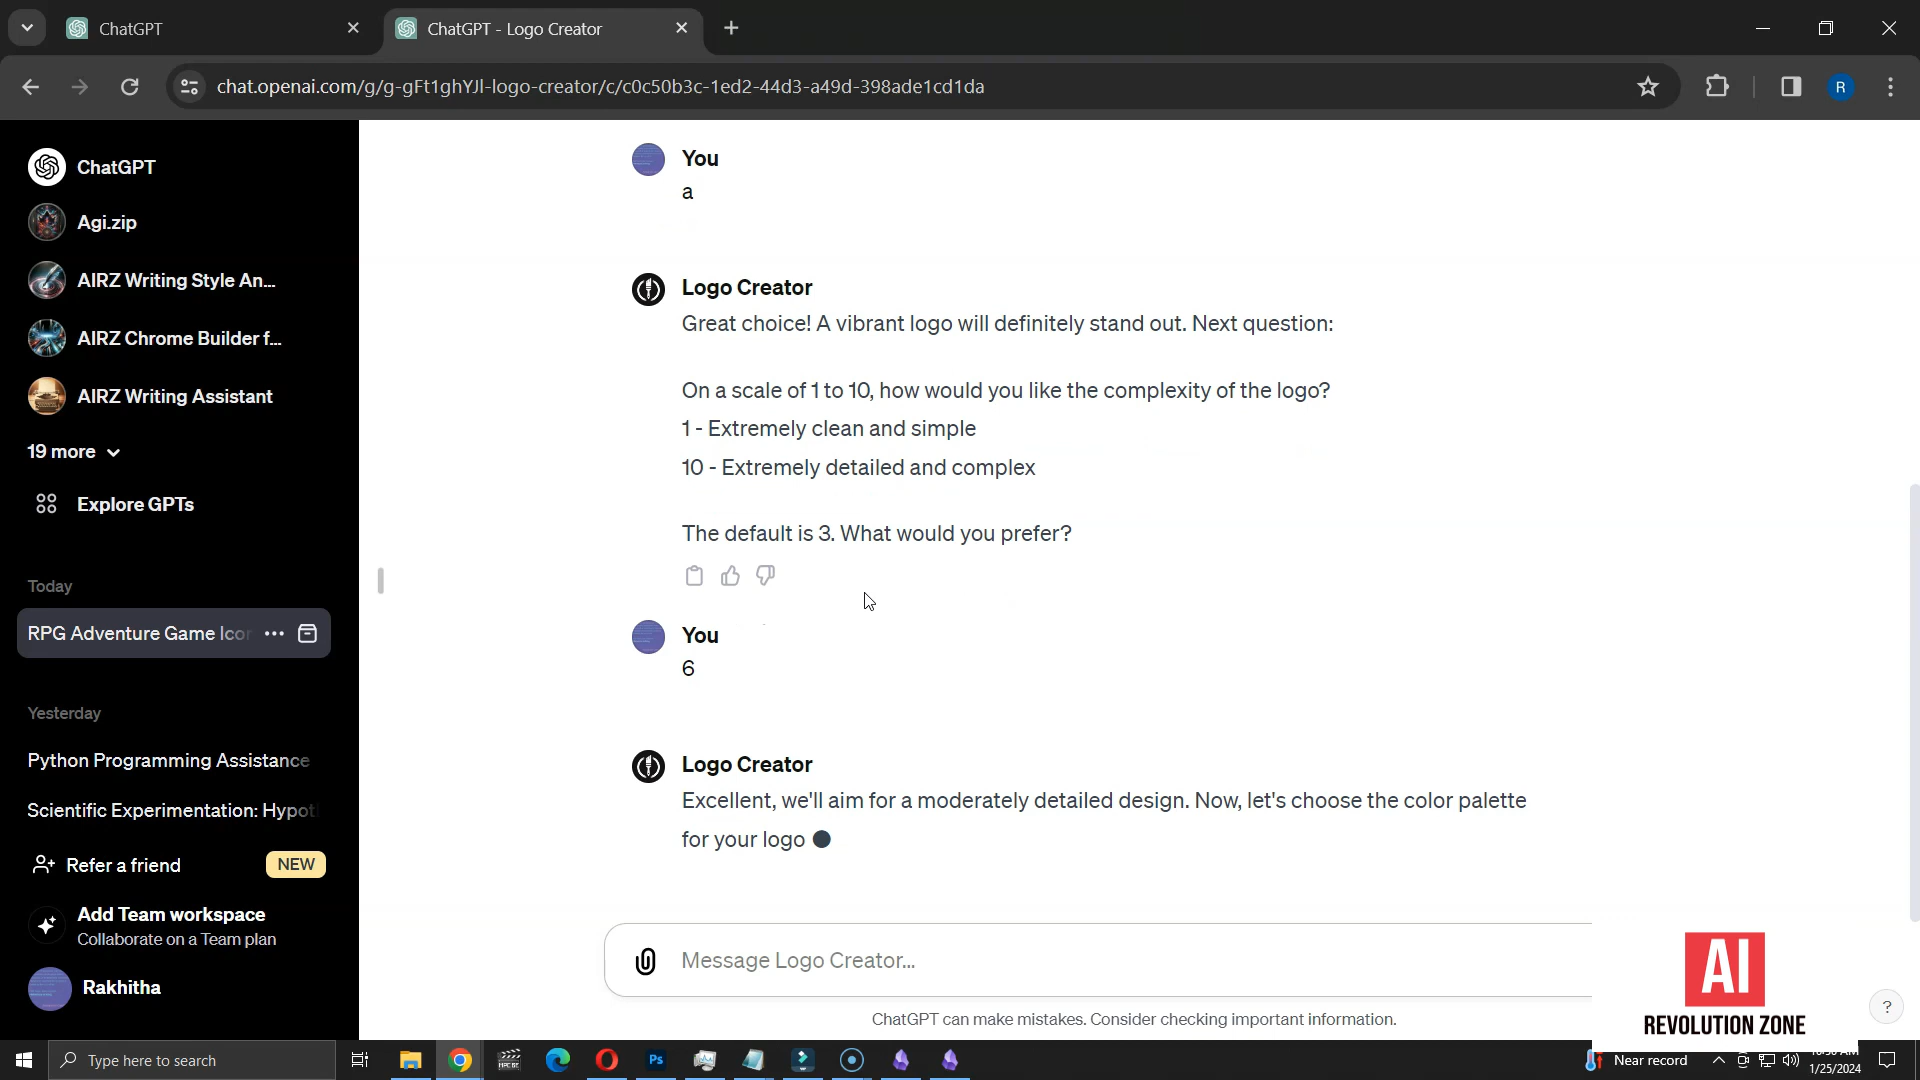 ChatGPT
ChatGPT - Logo Creator
chat.openai.com/g/g-gFt1ghYJl-logo-creator/c/c0c50b3c-1ed2-44d3-a49d-398ade1cd1da
R
ChatGPT
Agi.zip
AIRZ Writing Style An...
AIRZ Chrome Builder f...
AIRZ Writing Assistant
19 more
Explore GPTs
Today
RPG Adventure Game Icon
Yesterday
Python Programming Assistance
Scientific Experimentation: Hypot
Refer a friend
NEW
Add Team workspace
Collaborate on a Team plan
Rakhitha
You
a
Logo Creator
Great choice! A vibrant logo will definitely stand out. Next question:
On a scale of 1 to 10, how would you like the complexity of the logo?
1 - Extremely clean and simple
10 - Extremely detailed and complex
The default is 3. What would you prefer?
You
6
Logo Creator
Excellent, we'll aim for a moderately detailed design. Now, let's choose the color palette
for your logo
Message Logo Creator...
ChatGPT can make mistakes. Consider checking important information.
?
AI
REVOLUTION ZONE
Type here to search
Ps
Near record
1/25/2024